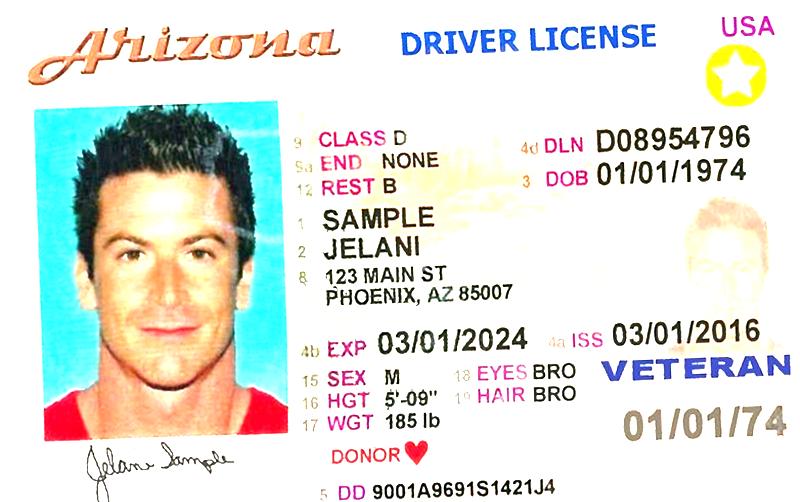 Arizona DRIVER LICENSE USA
9 CLASS D 4d DLN D08954796
9a END NONE
12 REST B 3 DOB 01/01/1974
1 SAMPLE
2 JELANI
8 123 MAIN ST
PHOENIX, AZ 85007
4b EXP 03/01/2024 4a ISS 03/01/2016
15 SEX M 18 EYES BRO VETERAN
16 HGT 5'-09" 19 HAIR BRO
17 WGT 185 lb 01/01/74
DONOR
Jelani Sample
5 DD 9001A9691S1421J4